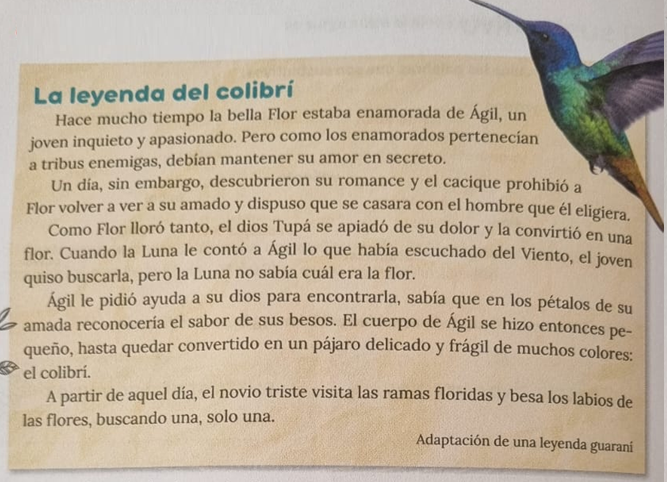 La leyenda del colibrí
Hace mucho tiempo la bella Flor estaba enamorada de Ágil, un
joven inquieto y apasionado. Pero como los enamorados pertenecían
a tribus enemigas, debían mantener su amor en secreto.
Un día, sin embargo, descubrieron su romance y el cacique prohibió a
Flor volver a ver a su amado y dispuso que se casara con el hombre que él eligiera.
Como Flor lloró tanto, el dios Tupá se apiadó de su dolor y la convirtió en una
flor. Cuando la Luna le contó a Ágil lo que había escuchado del Viento, el joven
quiso buscarla, pero la Luna no sabía cuál era la flor.
Ágil le pidió ayuda a su dios para encontrarla, sabía que en los pétalos de su
amada reconocería el sabor de sus besos. El cuerpo de Ágil se hizo entonces pe-
queño, hasta quedar convertido en un pájaro delicado y frágil de muchos colores:
el colibrí.
A partir de aquel día, el novio triste visita las ramas floridas y besa los labios de
las flores, buscando una, solo una.
Adaptación de una leyenda guaraní